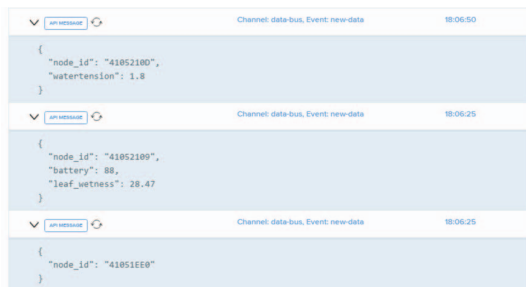 API MESSAGE Channel: data-bus, Event: new-data 18:06:50
{
"node_id": "4105210D",
"watertension": 1.8
}
API MESSAGE Channel: data-bus, Event: new-data 18:06:25
{
"node_id": "41052109",
"battery": 88,
"leaf_wetness": 28.47
}
API MESSAGE Channel: data-bus, Event: new-data 18:06:25
{
"node_id": "41051EE0"
}